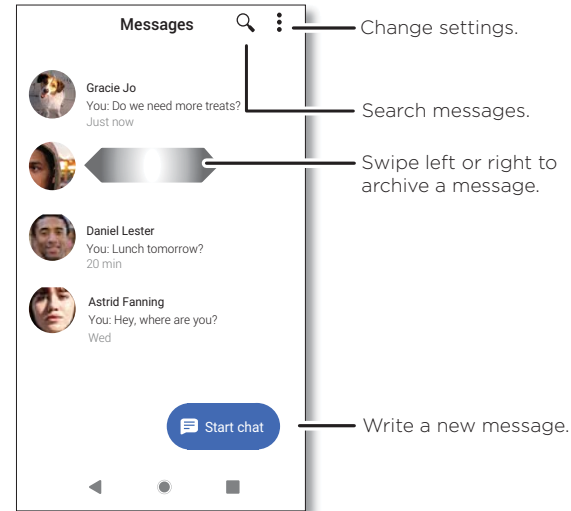 Messages
Change settings.
Gracie Jo
You: Do we need more treats?
Just now
Search messages.
Swipe left or right to
archive a message.
Daniel Lester
You: Lunch tomorrow?
20 min
Astrid Fanning
You: Hey, where are you?
Wed
Start chat
Write a new message.